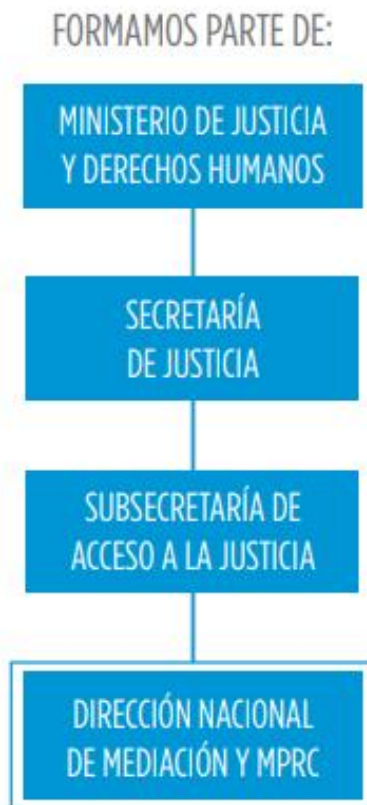 FORMAMOS PARTE DE:
MINISTERIO DE JUSTICIA
Y DERECHOS HUMANOS
SECRETARÍA
DE JUSTICIA
SUBSECRETARÍA DE
ACCESO A LA JUSTICIA
DIRECCIÓN NACIONAL
DE MEDIACIÓN Y MPRC